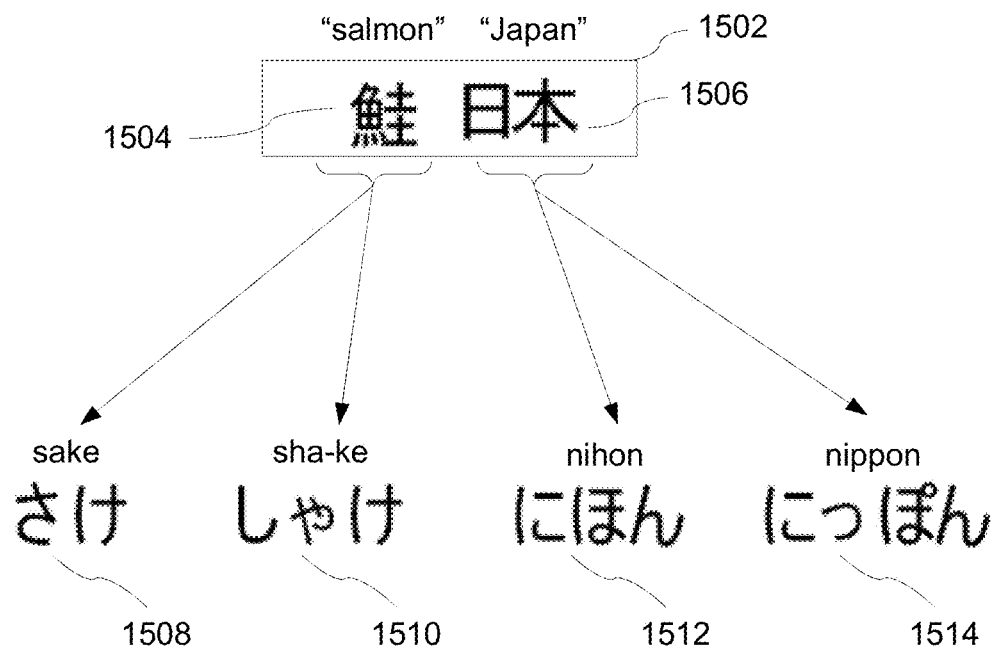 “salmon” “Japan” 1502
1504 鮭 日本 1506
sake sha-ke nihon nippon
さけ しゃけ にほん にっぽん
1508 1510 1512 1514